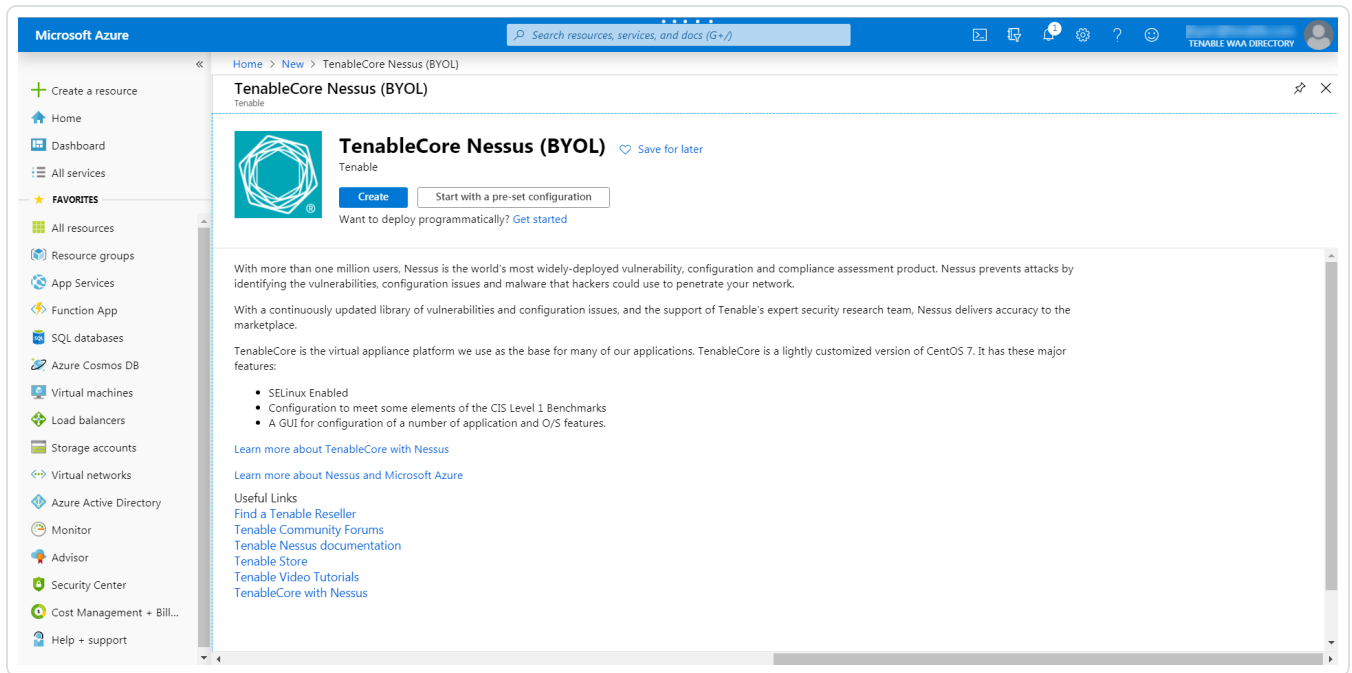 Microsoft Azure
Search resources, services, and docs (G+/)
1
TENABLE WAA DIRECTORY
«
Create a resource
Home
Dashboard
All services
FAVORITES
All resources
Resource groups
App Services
Function App
SQL databases
Azure Cosmos DB
Virtual machines
Load balancers
Storage accounts
Virtual networks
Azure Active Directory
Monitor
Advisor
Security Center
Cost Management + Bill...
Help + support
Home > New > TenableCore Nessus (BYOL)
TenableCore Nessus (BYOL)
Tenable
TenableCore Nessus (BYOL)
Save for later
Tenable
Create
Start with a pre-set configuration
Want to deploy programmatically? Get started
®
With more than one million users, Nessus is the world's most widely-deployed vulnerability, configuration and compliance assessment product. Nessus prevents attacks by
identifying the vulnerabilities, configuration issues and malware that hackers could use to penetrate your network.
With a continuously updated library of vulnerabilities and configuration issues, and the support of Tenable's expert security research team, Nessus delivers accuracy to the
marketplace.
TenableCore is the virtual appliance platform we use as the base for many of our applications. TenableCore is a lightly customized version of CentOS 7. It has these major
features:
• SELinux Enabled
• Configuration to meet some elements of the CIS Level 1 Benchmarks
• A GUI for configuration of a number of application and O/S features.
Learn more about TenableCore with Nessus
Learn more about Nessus and Microsoft Azure
Useful Links
Find a Tenable Reseller
Tenable Community Forums
Tenable Nessus documentation
Tenable Store
Tenable Video Tutorials
TenableCore with Nessus